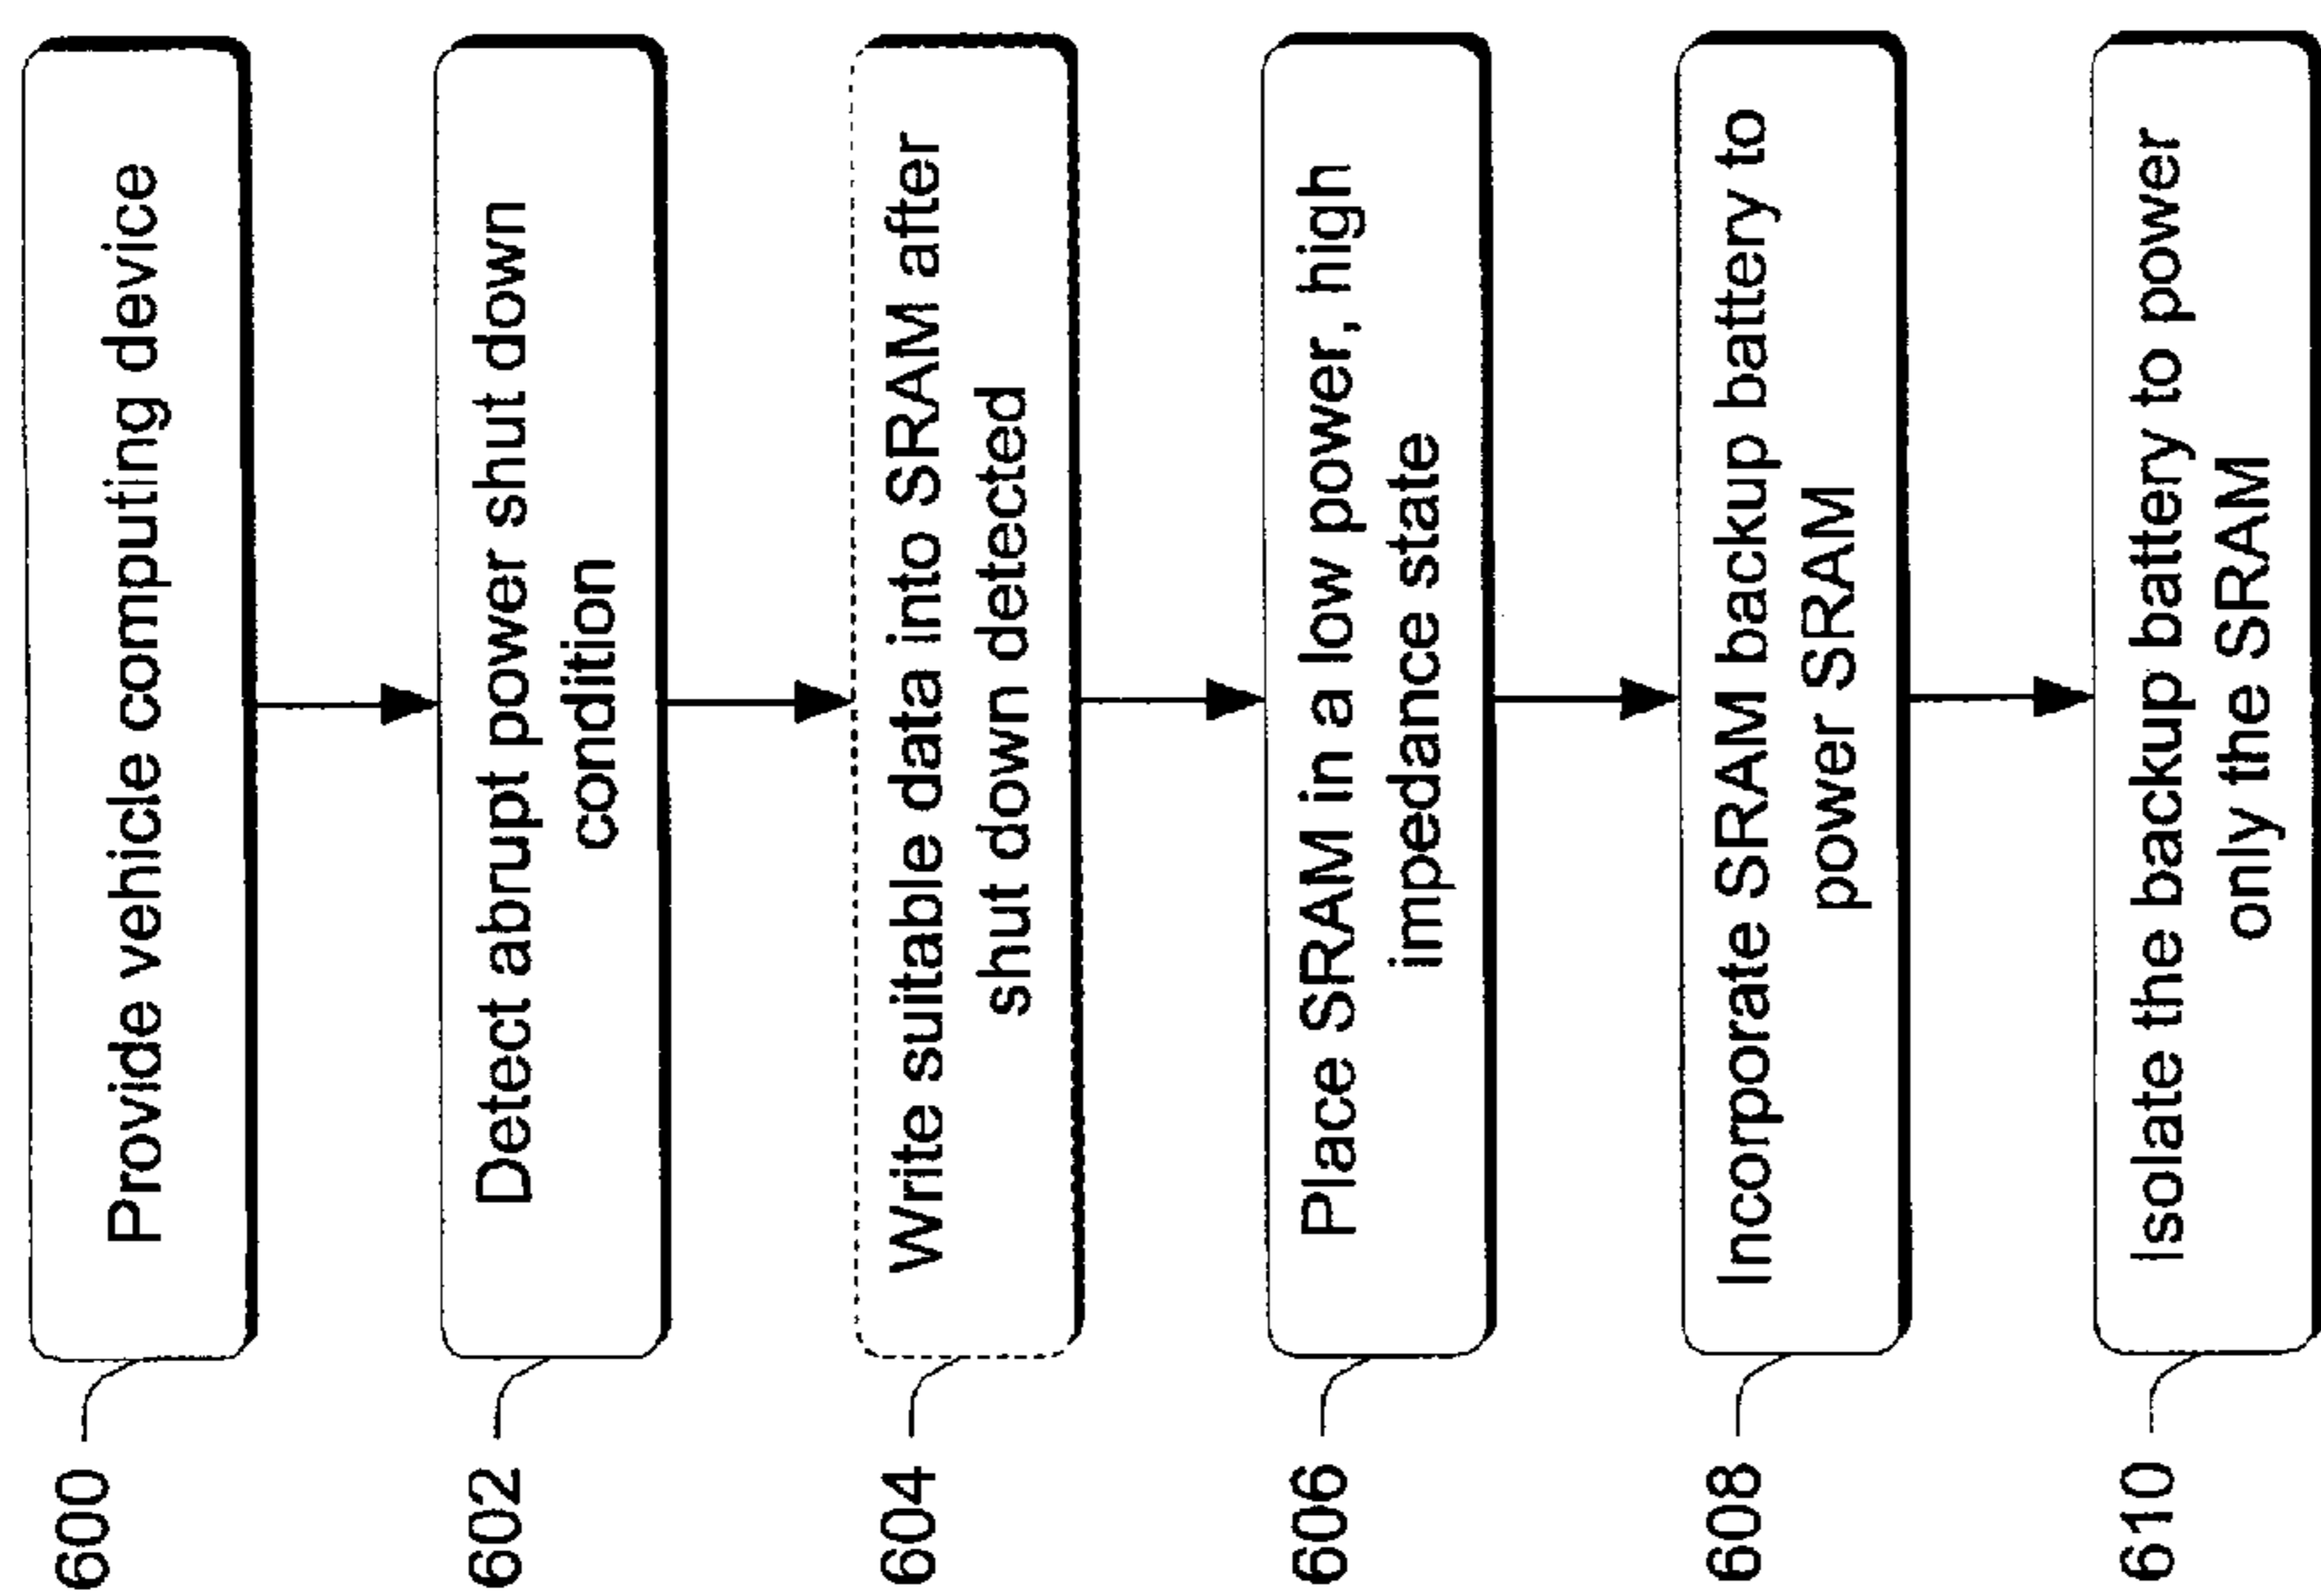 600
Provide vehicle computing device
602
Detect abrupt power shut down
condition
604
Write suitable data into SRAM after
shut down detected
606
Place SRAM in a low power, high
impedance state
608
Incorporate SRAM backup battery to
power SRAM
610
Isolate the backup battery to power
only the SRAM